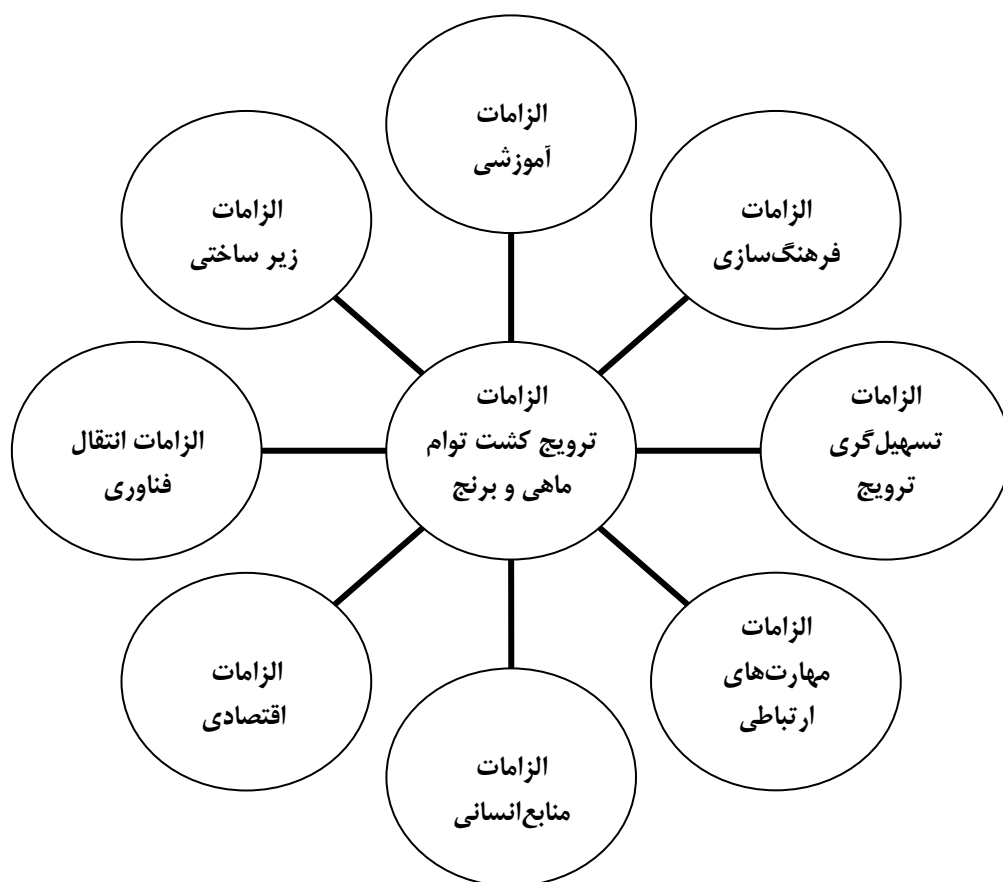 الزامات
آموزشی
الزامات
فرهنگ‌سازی
الزامات
زیر ساختی
الزامات
تسهیل‌گری
ترویج
الزامات
ترویج کشت توام
ماهی و برنج
الزامات انتقال
فناوری
الزامات
مهارت‌های
ارتباطی
الزامات
اقتصادی
الزامات
منابع‌انسانی